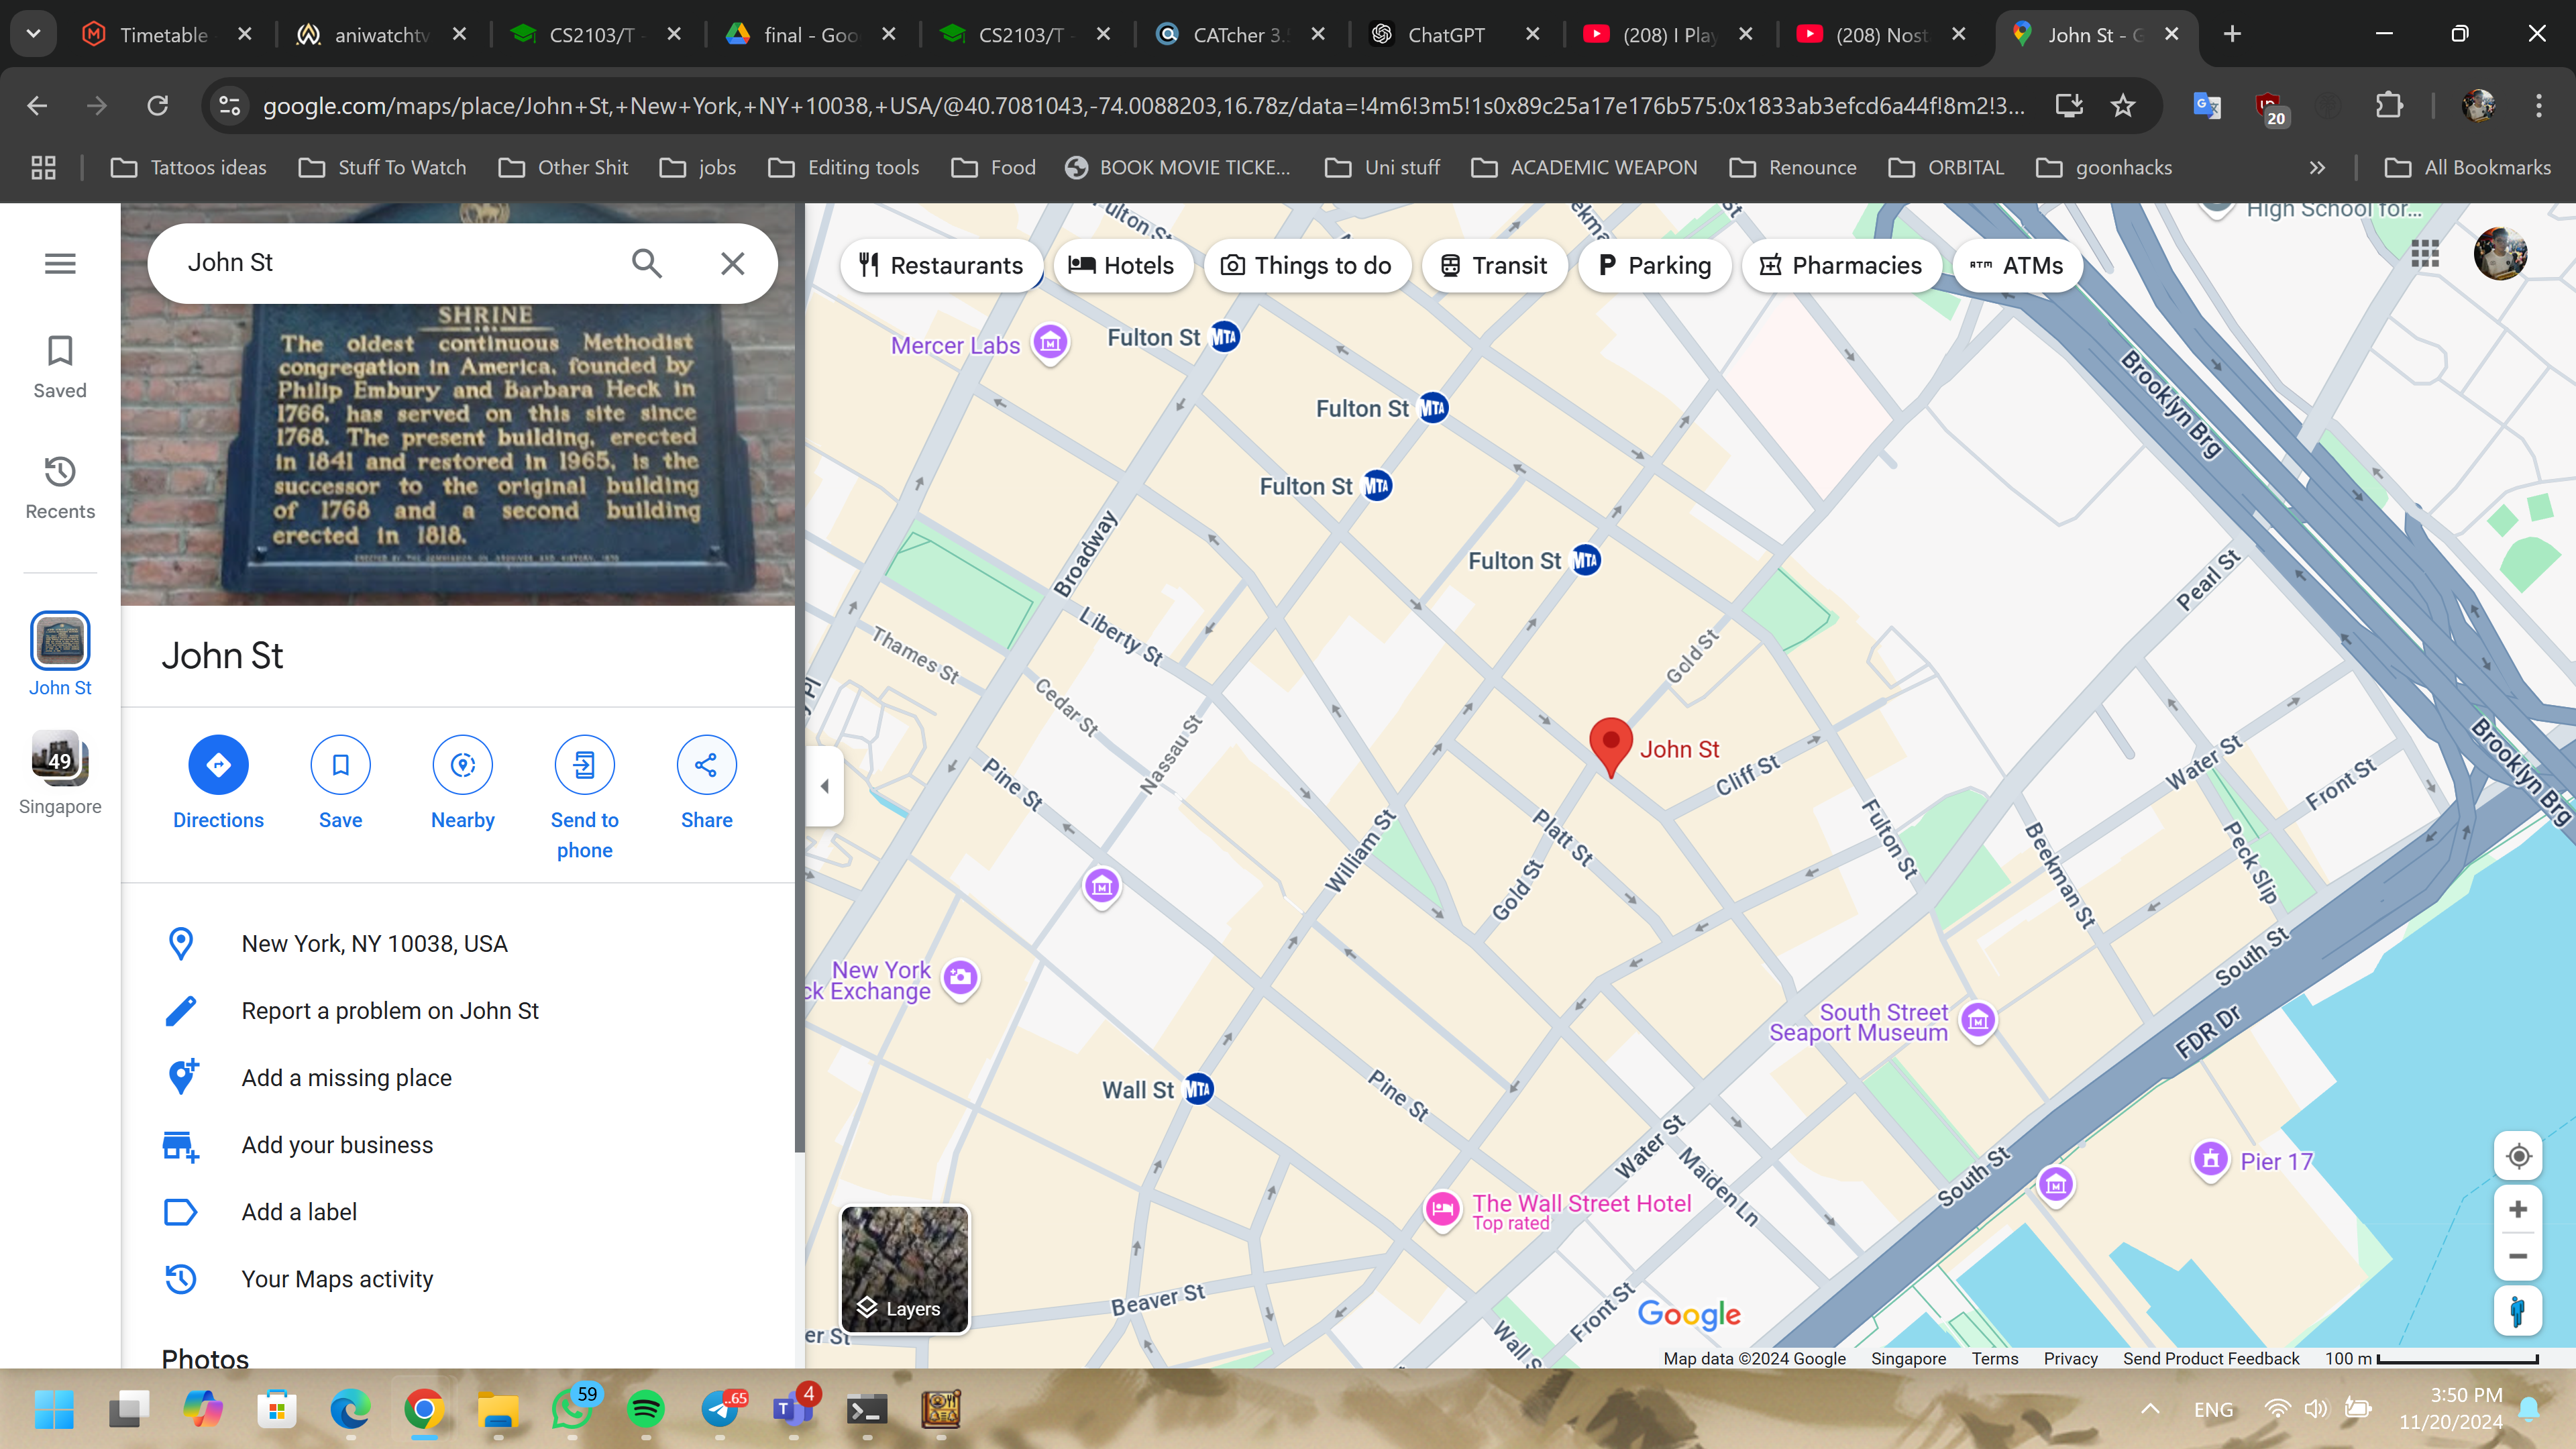 Timetable
aniwatchtv
CS2103/T -
final - Goo
CS2103/T -
CATcher 3.
ChatGPT
(208) I Play
(208) Nost
John St - G
google.com/maps/place/John+St,+New+York,+NY+10038,+USA/@40.7081043,-74.0088203,16.78z/data=!4m6!3m5!1s0x89c25a17e176b575:0x1833ab3efcd6a44f!8m2!3...
20
Tattoos ideas
Stuff To Watch
Other Shit
jobs
Editing tools
Food
BOOK MOVIE TICKE...
Uni stuff
ACADEMIC WEAPON
Renounce
ORBITAL
goonhacks
All Bookmarks
John St
Saved
Recents
John St
49
Singapore
SHRINE
The oldest continuous Methodist
congregation in America, founded by
Philip Embury and Barbara Heck in
1766, has served on this site since
1768. The present building, erected
in 1841 and restored in 1965, is the
successor to the original building
of 1768 and a second building
erected in 1818.
John St
Directions
Save
Nearby
Send to
phone
Share
New York, NY 10038, USA
Report a problem on John St
Add a missing place
Add your business
Add a label
Your Maps activity
Photos
Restaurants
Hotels
Things to do
Transit
Parking
Pharmacies
ATM ATMs
High School for...
Fulton St
St
Mercer Labs
Fulton St MTA
Fulton St MTA
Fulton St MTA
Fulton St MTA
Brooklyn Brg
Broadway
Liberty St
Thames St
Cedar St
Nassau St
Pine St
Gold St
Pearl St
John St
Cliff St
Platt St
William St
Gold St
Fulton St
Beekman St
Water St
Front St
Peck Slip
Brooklyn Brg
South St
FDR Dr
New York
ck Exchange
South Street
Seaport Museum
Wall St MTA
Pine St
Water St
Maiden Ln
South St
Pier 17
The Wall Street Hotel
Top rated
Beaver St
Front St
er St
Wall S
Layers
Google
Map data ©2024 Google
Singapore
Terms
Privacy
Send Product Feedback
100 m
59
..65
4
ENG
3:50 PM
11/20/2024